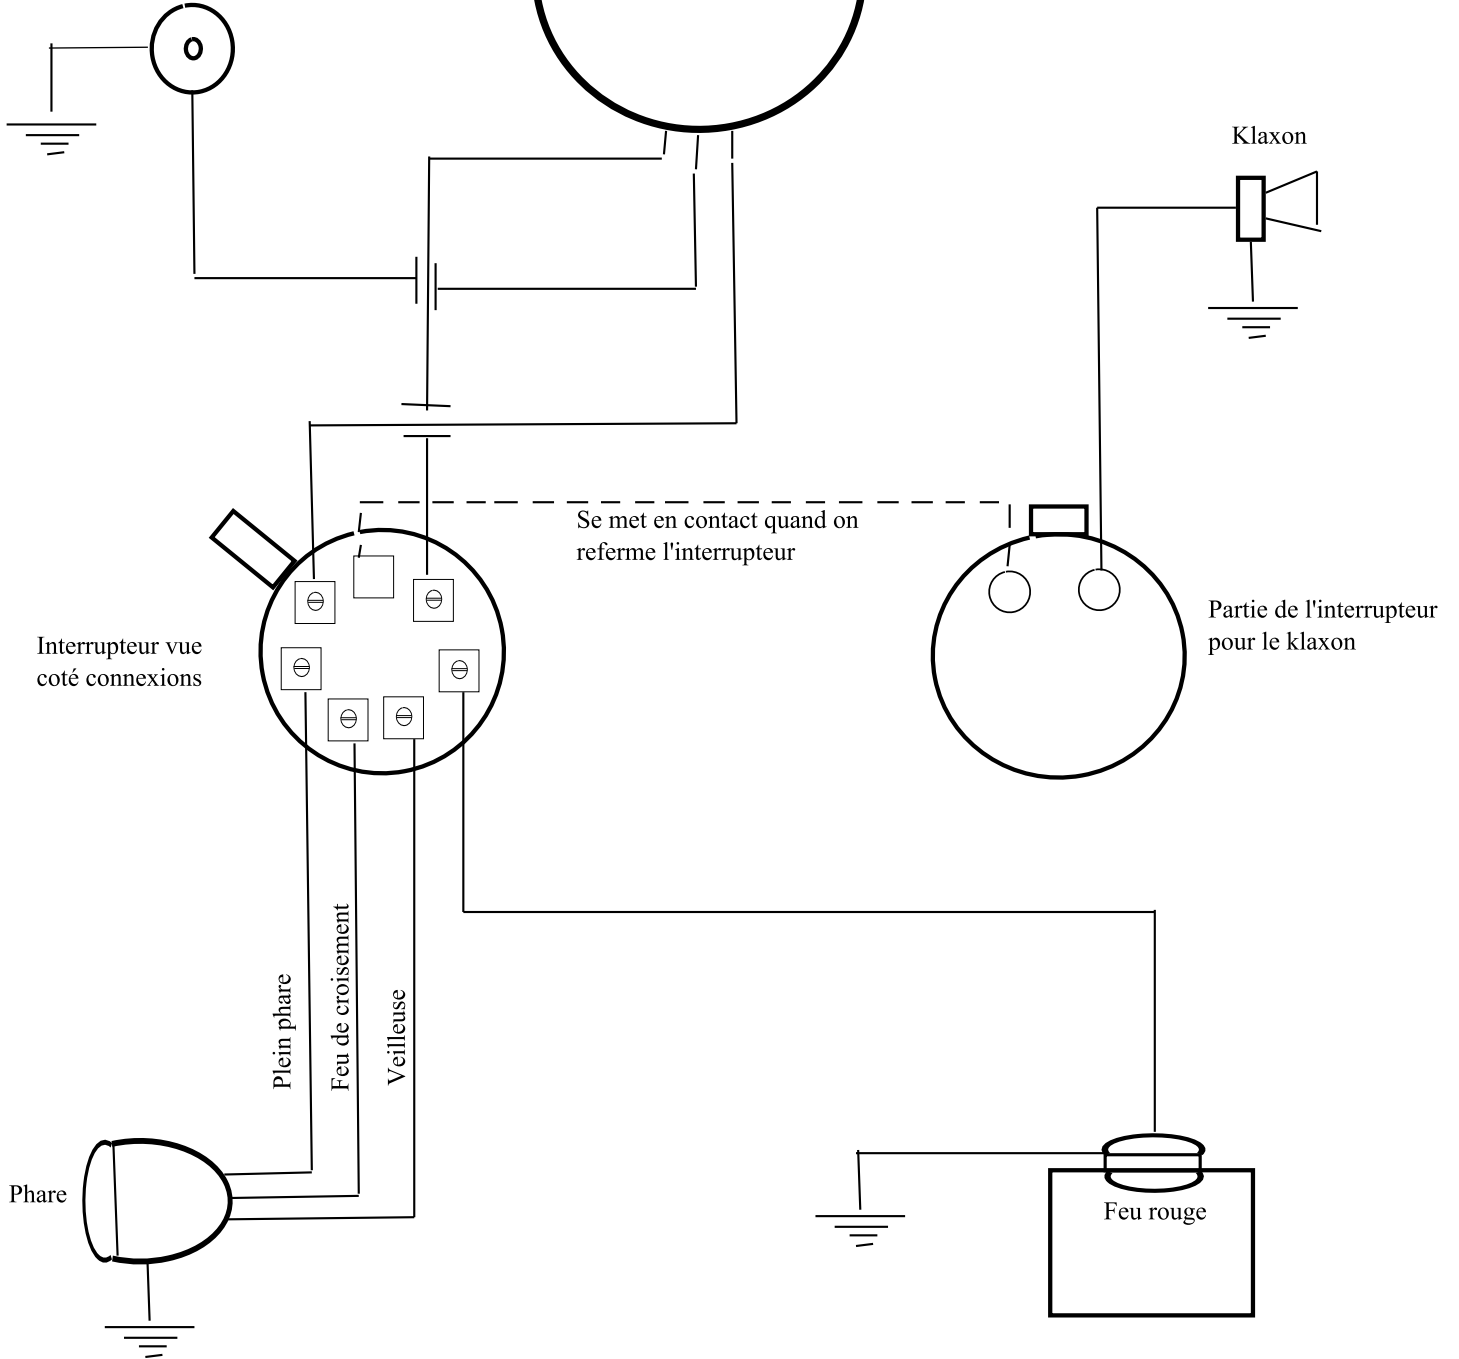 Klaxon
Se met en contact quand on
referme l'interrupteur
Partie de l'interrupteur
pour le klaxon
Interrupteur vue
coté connexions
Plein phare
Feu de croisement
Veilleuse
Phare
Feu rouge